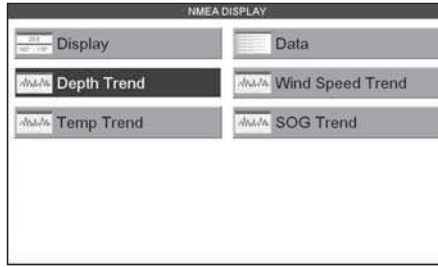 NMEA DISPLAY
Display
Data
Depth Trend
Wind Speed Trend
Temp Trend
SOG Trend